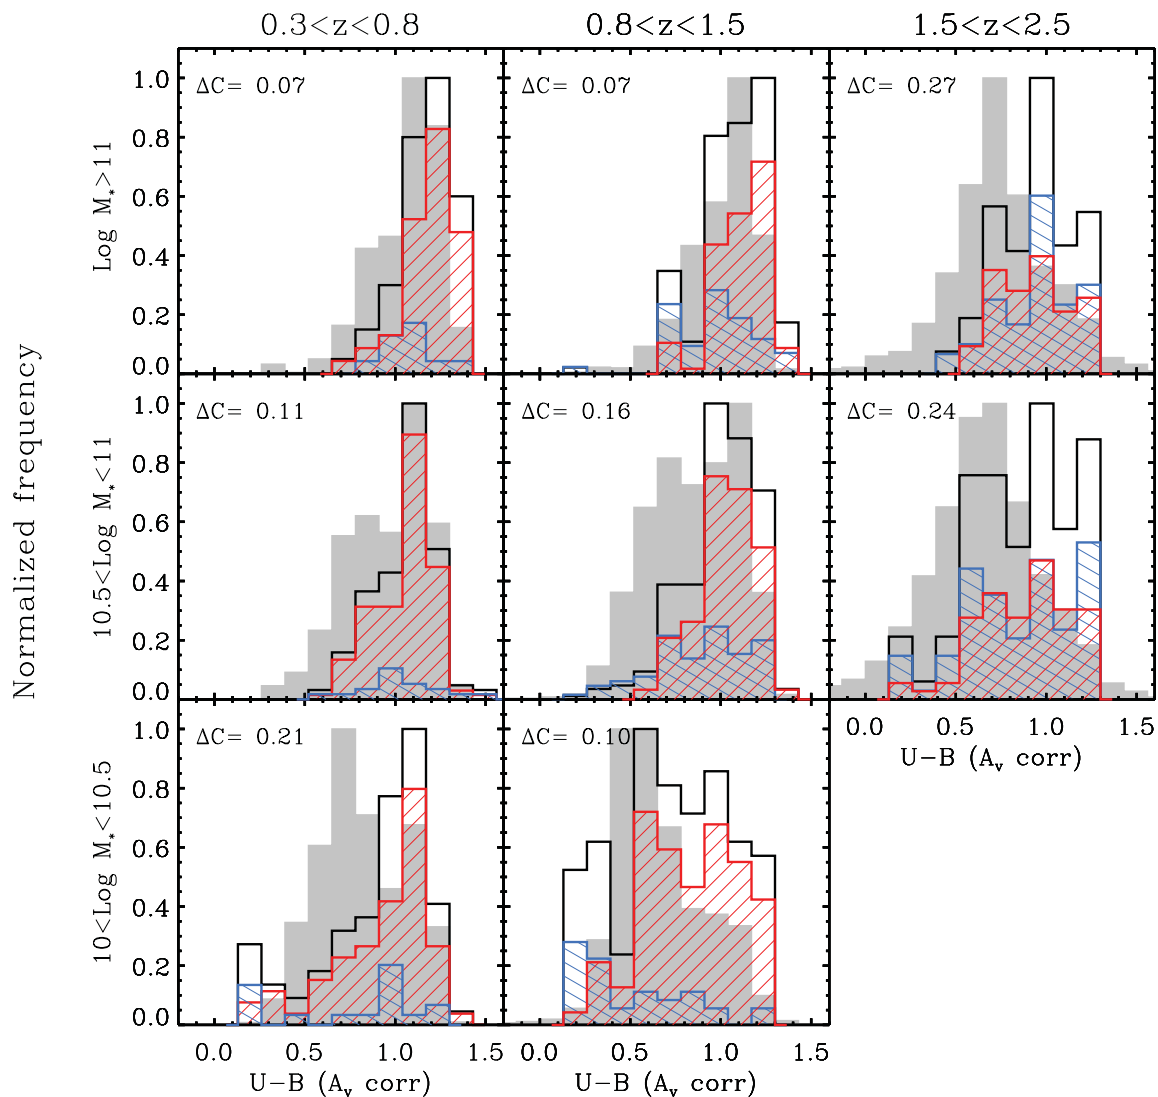 0.3<z<0.8 0.8<z<1.5 1.5<z<2.5
Normalized frequency
Log M*>11
1.0
0.8
0.6
0.4
0.2
0.0
ΔC= 0.07
ΔC= 0.07
ΔC= 0.27
10.5<Log M*<11
1.0
0.8
0.6
0.4
0.2
0.0
ΔC= 0.11
ΔC= 0.16
ΔC= 0.24
0.0 0.5 1.0 1.5
U−B (Av corr)
10<Log M*<10.5
1.0
0.8
0.6
0.4
0.2
0.0
ΔC= 0.21
ΔC= 0.10
0.0 0.5 1.0 1.5 0.0 0.5 1.0 1.5
U−B (Av corr) U−B (Av corr)